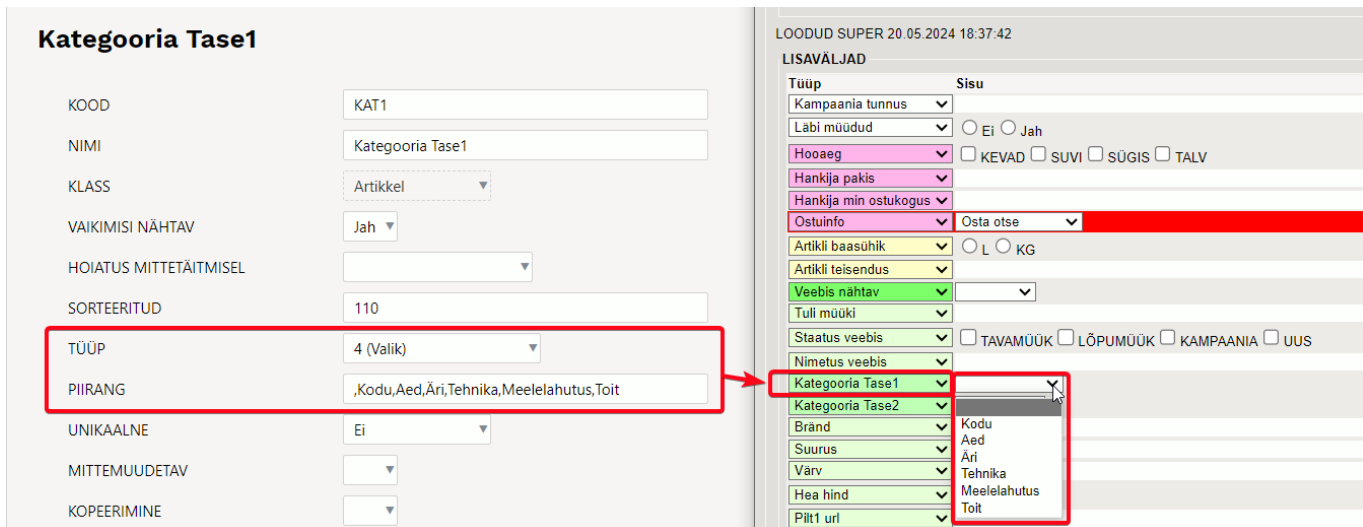 Kategooria Tase1
KOOD KAT1
NIMI Kategooria Tase1
KLASS Artikkel
VAIKIMISI NÄHTAV Jah
HOIATUS MITTETÄITMISEL
SORTEERITUD 110
TÜÜP 4 (Valik)
PIIRANG ,Kodu,Aed,Äri,Tehnika,Meelelahutus,Toit
UNIKAALNE Ei
MITTEMUUDETAV
KOPEERIMINE
LOODUD SUPER 20.05.2024 18:37:42
LISAVÄLJAD
Tüüp Sisu
Kampaania tunnus
Läbi müüdud Ei Jah
Hooaeg KEVAD SUVI SÜGIS TALV
Hankija pakis
Hankija min ostukogus
Ostuinfo Osta otse
Artikli baasühik L KG
Artikli teisendus
Veebis nähtav
Tuli müüki
Staatus veebis TAVAMÜÜK LÕPUMÜÜK KAMPAANIA UUS
Nimetus veebis
Kategooria Tase1
Kategooria Tase2
Bränd Kodu
Aed
Suurus Äri
Värv Tehnika
Meelelahutus
Hea hind Toit
Pilt1 url